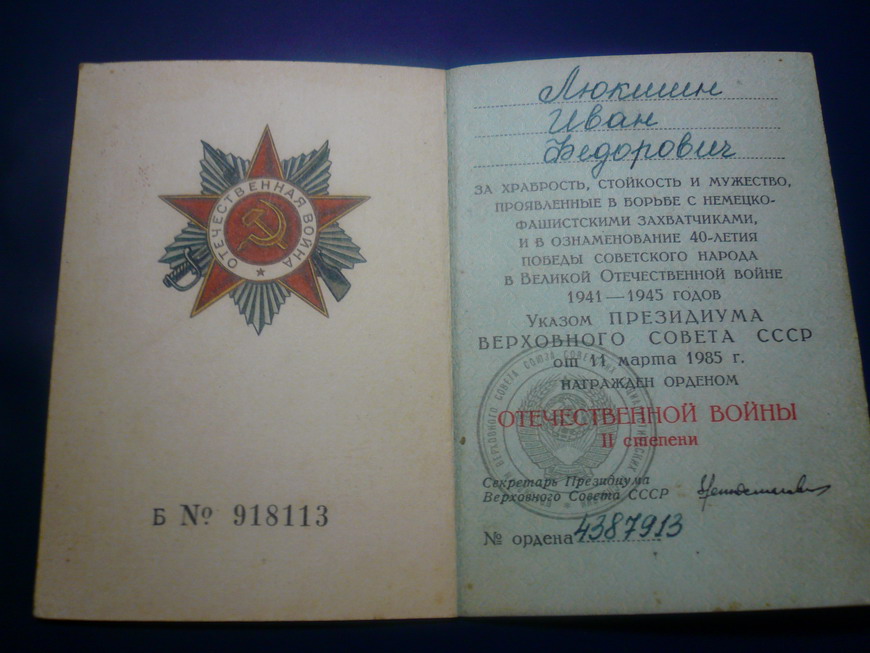 ОТЕЧЕСТВЕННАЯ ВОЙНА
Б № 918113
Люкшин
Иван
Федорович
ЗА ХРАБРОСТЬ, СТОЙКОСТЬ И МУЖЕСТВО,
ПРОЯВЛЕННЫЕ В БОРЬБЕ С НЕМЕЦКО-
ФАШИСТСКИМИ ЗАХВАТЧИКАМИ,
И В ОЗНАМЕНОВАНИЕ 40-ЛЕТИЯ
ПОБЕДЫ СОВЕТСКОГО НАРОДА
В ВЕЛИКОЙ ОТЕЧЕСТВЕННОЙ ВОЙНЕ
1941—1945 ГОДОВ
УКАЗОМ ПРЕЗИДИУМА
ВЕРХОВНОГО СОВЕТА СССР
от 11 марта 1985 г.
НАГРАЖДЕН ОРДЕНОМ
ОТЕЧЕСТВЕННОЙ ВОЙНЫ
II степени
Секретарь Президиума
Верховного Совета СССР
№ ордена 4387913